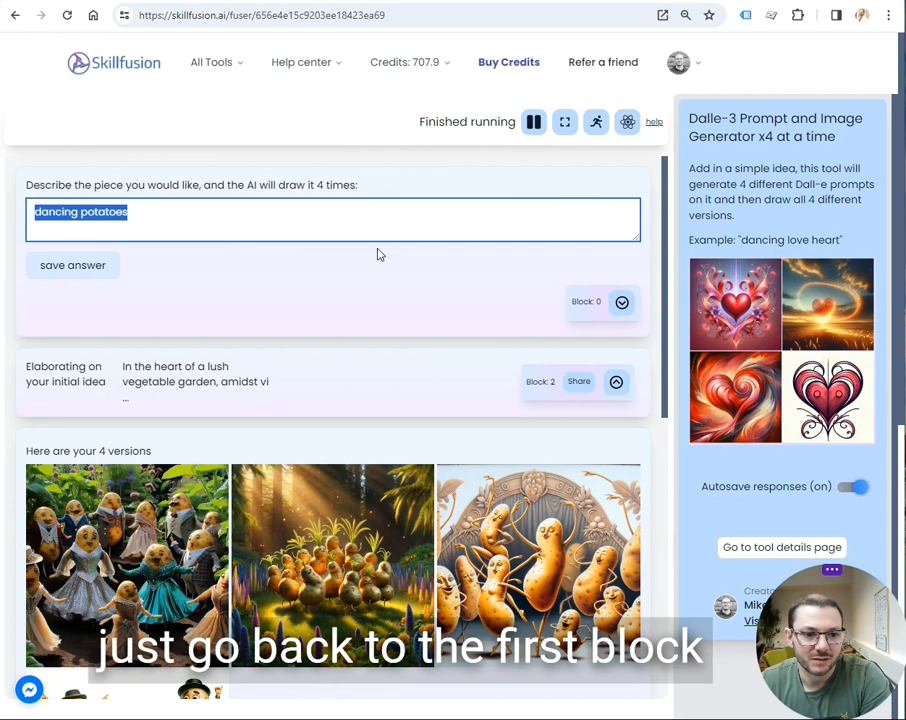 https://skillfusion.ai/fuser/656e4e15c9203ee18423ea69
Skillfusion
All Tools
Help center
Credits: 707.9
Buy Credits
Refer a friend
Finished running
help
Describe the piece you would like, and the AI will draw it 4 times:
dancing potatoes
save answer
Block: 0
Elaborating on
your initial idea
In the heart of a lush
vegetable garden, amidst vi
...
Block: 2
Share
Here are your 4 versions
Dalle-3 Prompt and Image
Generator x4 at a time
Add in a simple idea, this tool will
generate 4 different Dall-e prompts
on it and then draw all 4 different
versions.
Example: "dancing love heart"
Autosave responses (on)
Go to tool details page
just go back to the first block